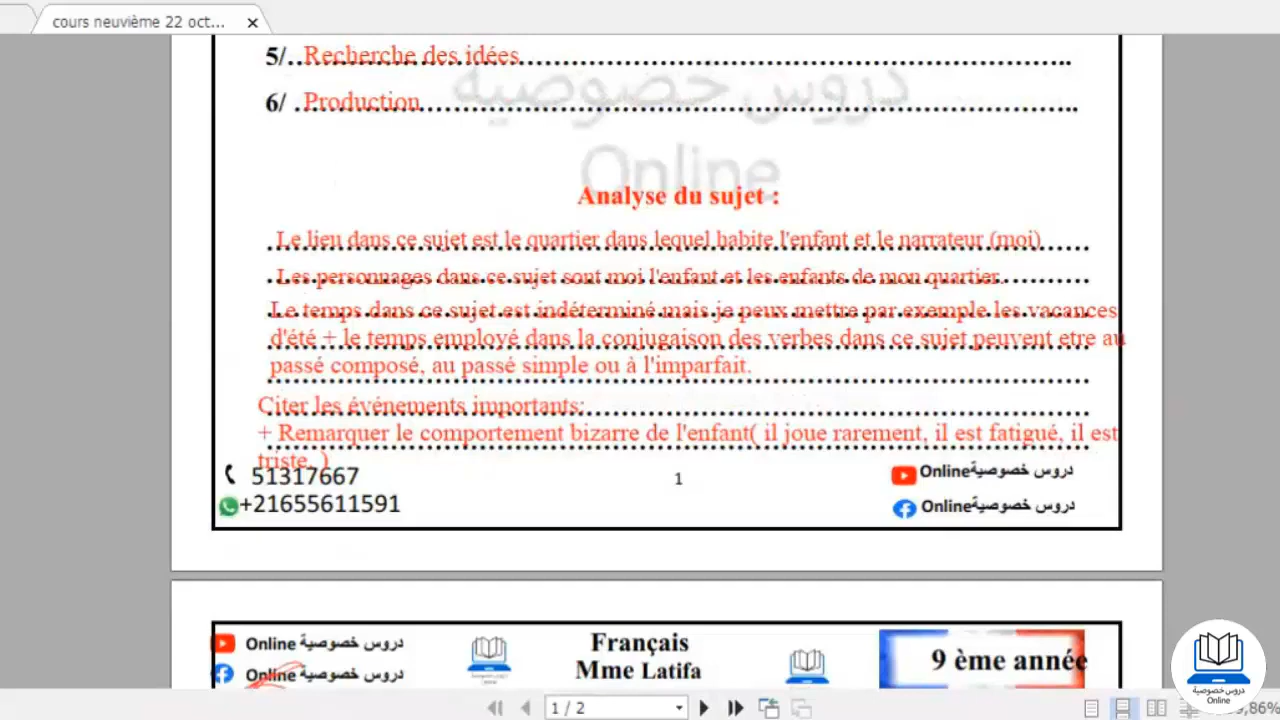 cours neuvième 22 oct...
5/ Recherche des idées
6/ Production
دروس خصوصية
Online
Analyse du sujet :
Le lieu dans ce sujet est le quartier dans lequel habite l'enfant et le narrateur (moi)
Les personnages dans ce sujet sont moi l'enfant et les enfants de mon quartier.
Le temps dans ce sujet est indéterminé mais je peux mettre par exemple les vacances
d'été + le temps employé dans la conjugaison des verbes dans ce sujet peuvent etre au
passé composé, au passé simple ou à l'imparfait.
Citer les événements importants:
+ Remarquer le comportement bizarre de l'enfant( il joue rarement, il est fatigué, il est
triste, )
51317667
1
Online دروس خصوصية
+21655611591
Online دروس خصوصية
Online دروس خصوصية
Français
9 ème année
Online دروس خصوصية
Mme Latifa
دروس خصوصية
Online
1 / 2